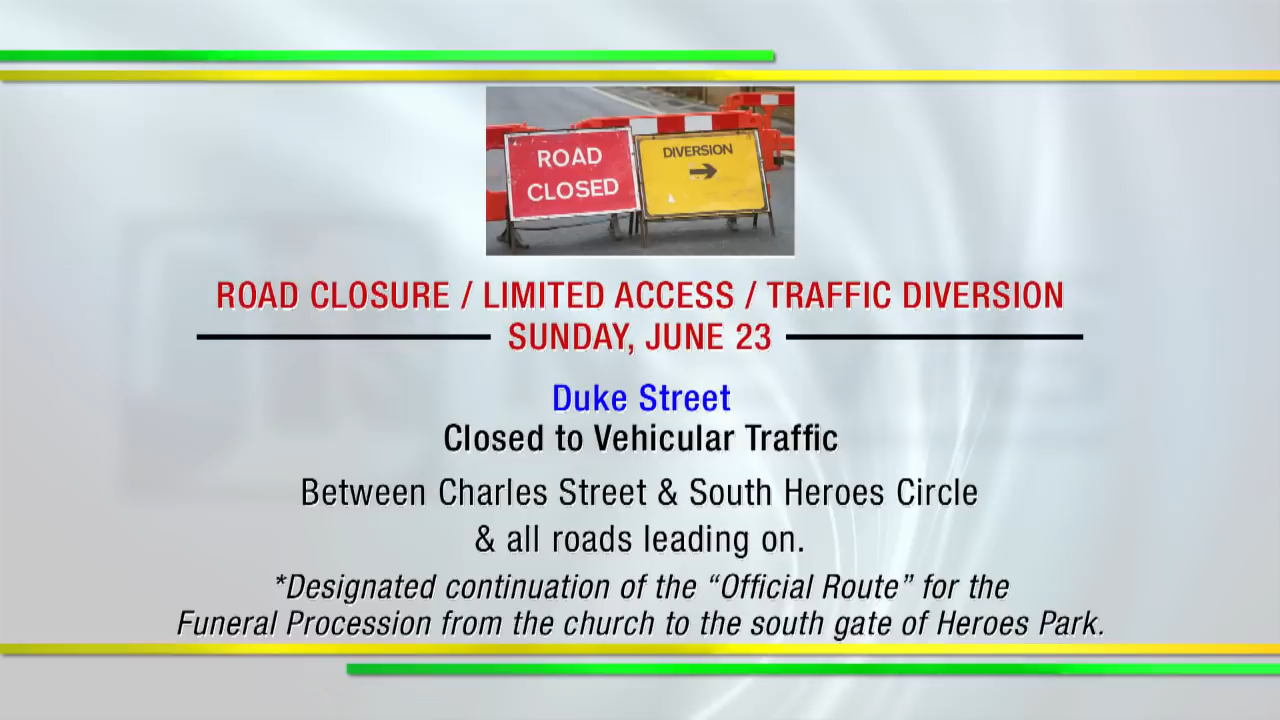 ROAD
CLOSED
DIVERSION
ROAD CLOSURE / LIMITED ACCESS / TRAFFIC DIVERSION
SUNDAY, JUNE 23
Duke Street
Closed to Vehicular Traffic
Between Charles Street & South Heroes Circle
& all roads leading on.
*Designated continuation of the “Official Route” for the
Funeral Procession from the church to the south gate of Heroes Park.